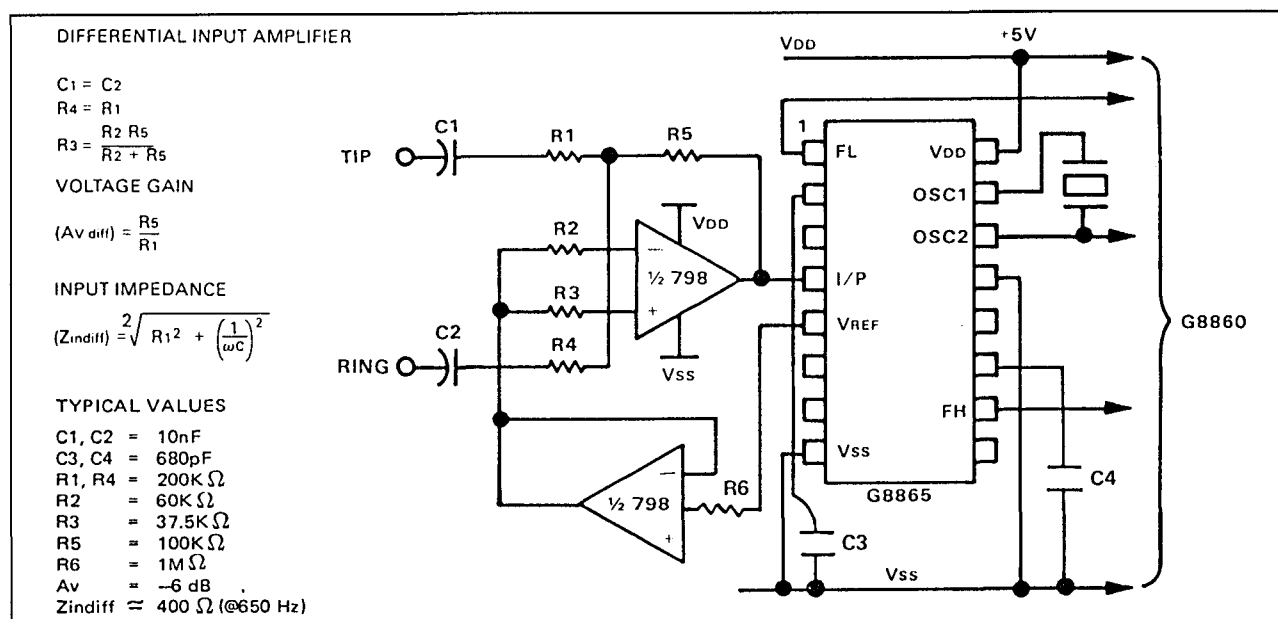 DIFFERENTIAL INPUT AMPLIFIER
C1 = C2
R4 = R1
R3 = R2 R5 / R2 + R5
VOLTAGE GAIN
(Av diff) = R5 / R1
INPUT IMPEDANCE
(Zindiff) = 2√ R1² + (1/ωC)²
TYPICAL VALUES
C1, C2 = 10nF
C3, C4 = 680pF
R1, R4 = 200K Ω
R2 = 60K Ω
R3 = 37.5K Ω
R5 = 100K Ω
R6 = 1M Ω
Av = –6 dB
Zindiff ≈ 400 Ω (@650 Hz)
TIP
C1
R1
R5
R2
VDD
½ 798
−
+
R3
C2
R4
RING
VSS
½ 798
−
+
R6
VDD
+5V
1
FL
VDD
OSC1
OSC2
I/P
VREF
FH
VSS
G8865
C3
C4
VSS
G8860